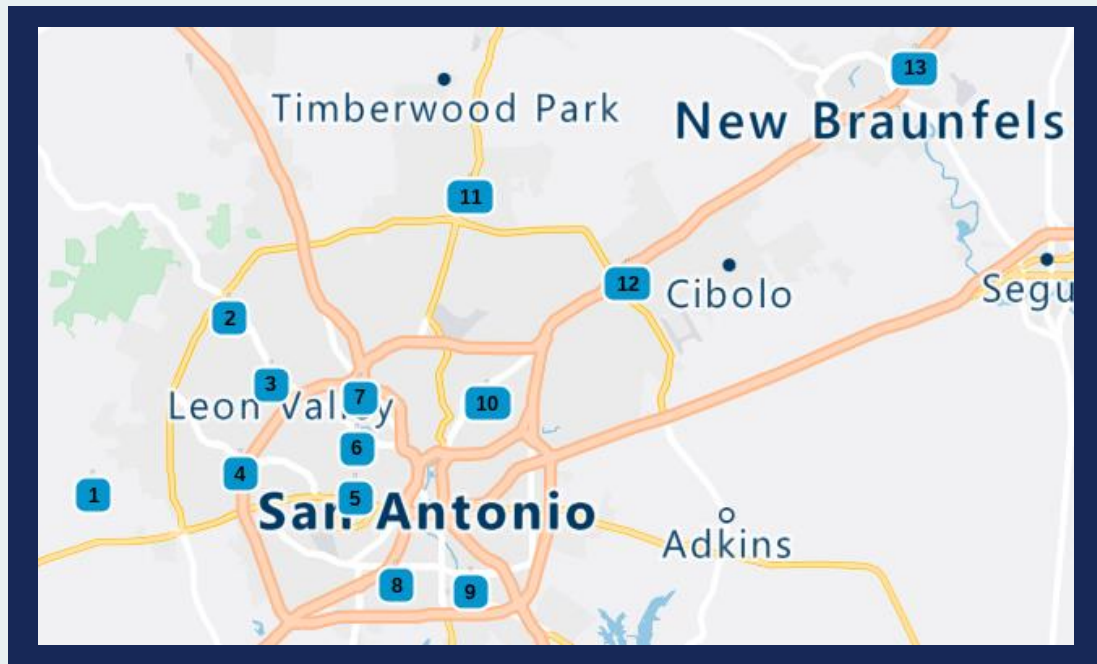 13
Timberwood Park
New Braunfels
11
12
Cibolo
Segu
2
3
7
Leon Valley
10
6
4
1
5
San Antonio
Adkins
8
9